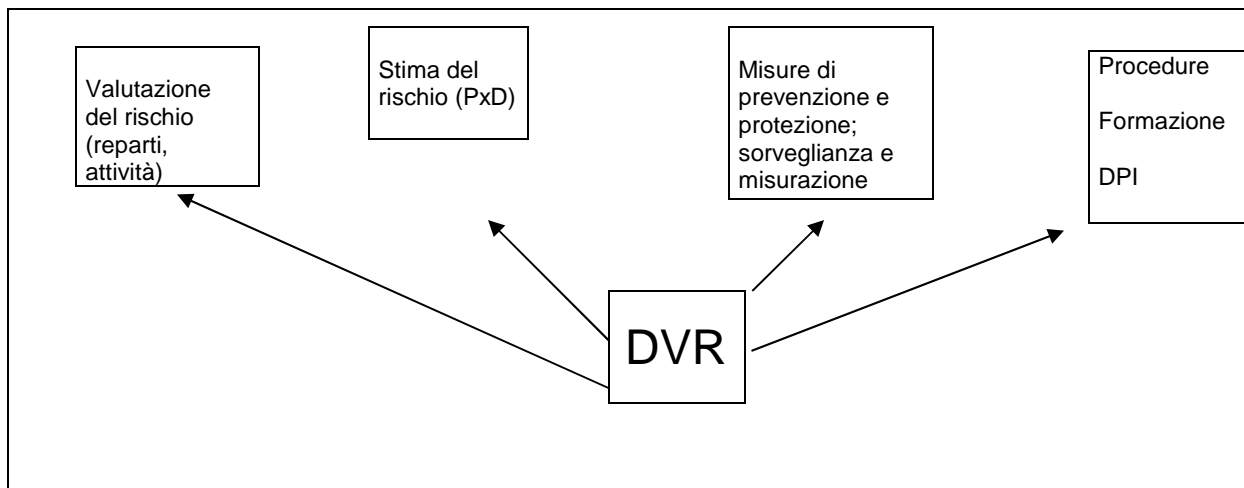 Valutazione
del rischio
(reparti,
attività)
Stima del
rischio (PxD)
Misure di
prevenzione e
protezione;
sorveglianza e
misurazione
Procedure
Formazione
DPI
DVR